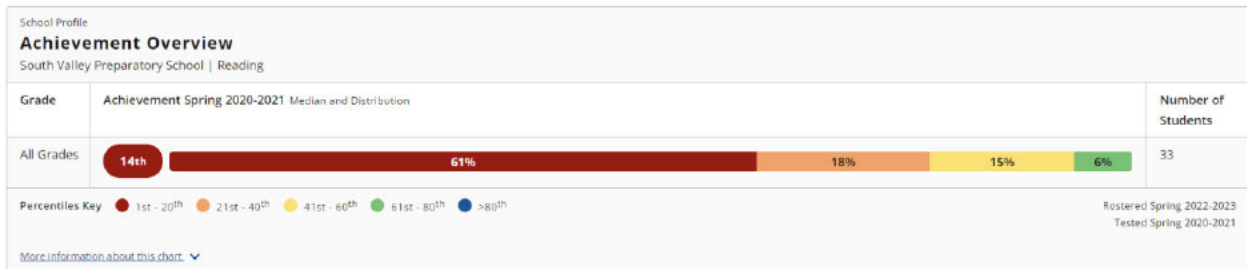 School Profile
Achievement Overview
South Valley Preparatory School | Reading
Grade
Achievement Spring 2020-2021 Median and Distribution
Number of
Students
All Grades
14th
61%
18%
15%
6%
33
Percentiles Key
1st - 20th
21st - 40th
41st - 60th
61st - 80th
>80th
Rostered Spring 2022-2023
Tested Spring 2020-2021
More information about this chart